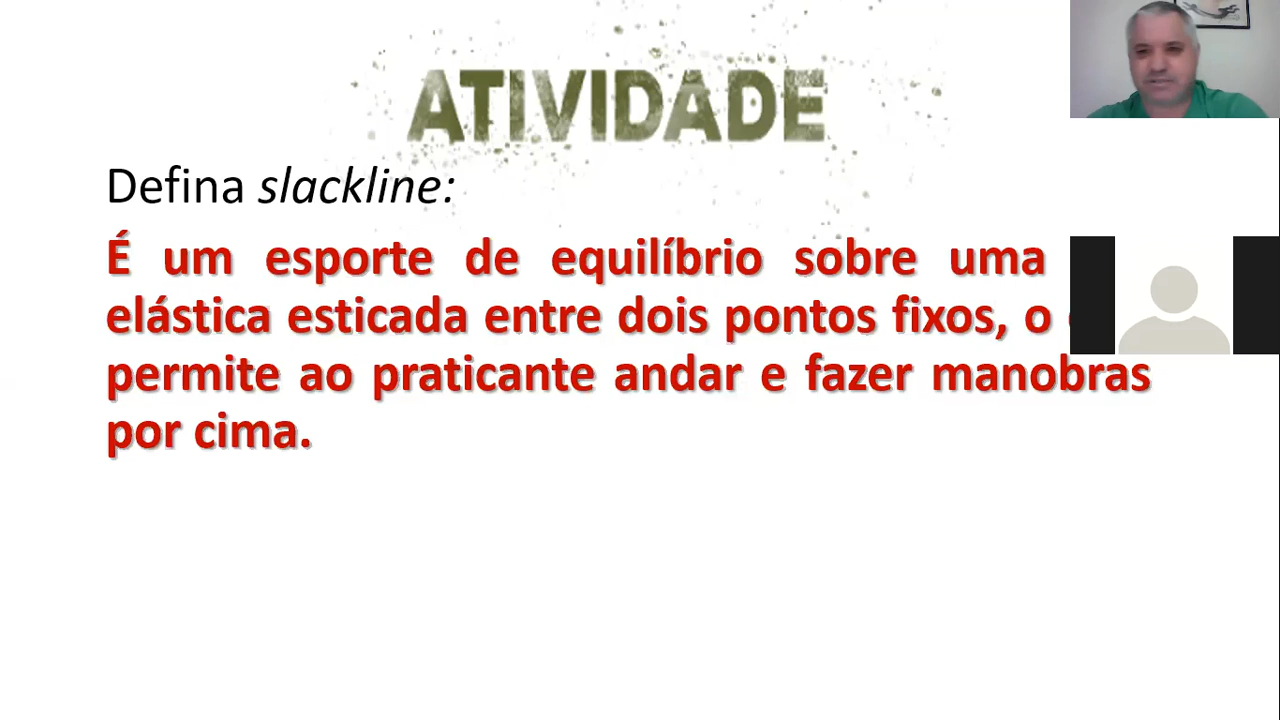 ATIVIDADE
Defina slackline:
É um esporte de equilíbrio sobre uma
elástica esticada entre dois pontos fixos, o
permite ao praticante andar e fazer manobras
por cima.